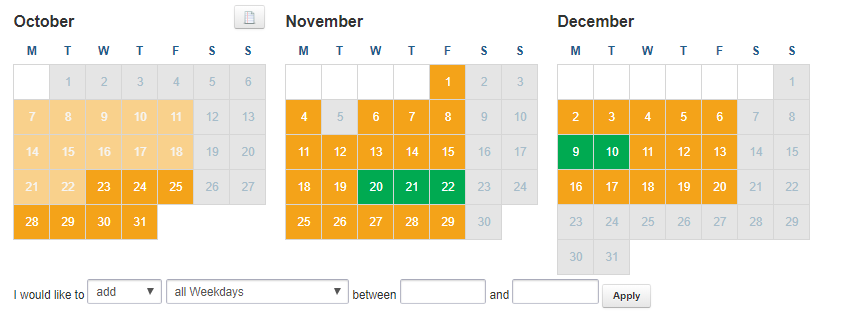 October November December
M T W T F S S M T W T F S S M T W T F S S
1 2 3 4 5 6 1 2 3 1
7 8 9 10 11 12 13 4 5 6 7 8 9 10 2 3 4 5 6 7 8
14 15 16 17 18 19 20 11 12 13 14 15 16 17 9 10 11 12 13 14 15
21 22 23 24 25 26 27 18 19 20 21 22 23 24 16 17 18 19 20 21 22
28 29 30 31 25 26 27 28 29 30 23 24 25 26 27 28 29
30 31
I would like to add all Weekdays between and Apply